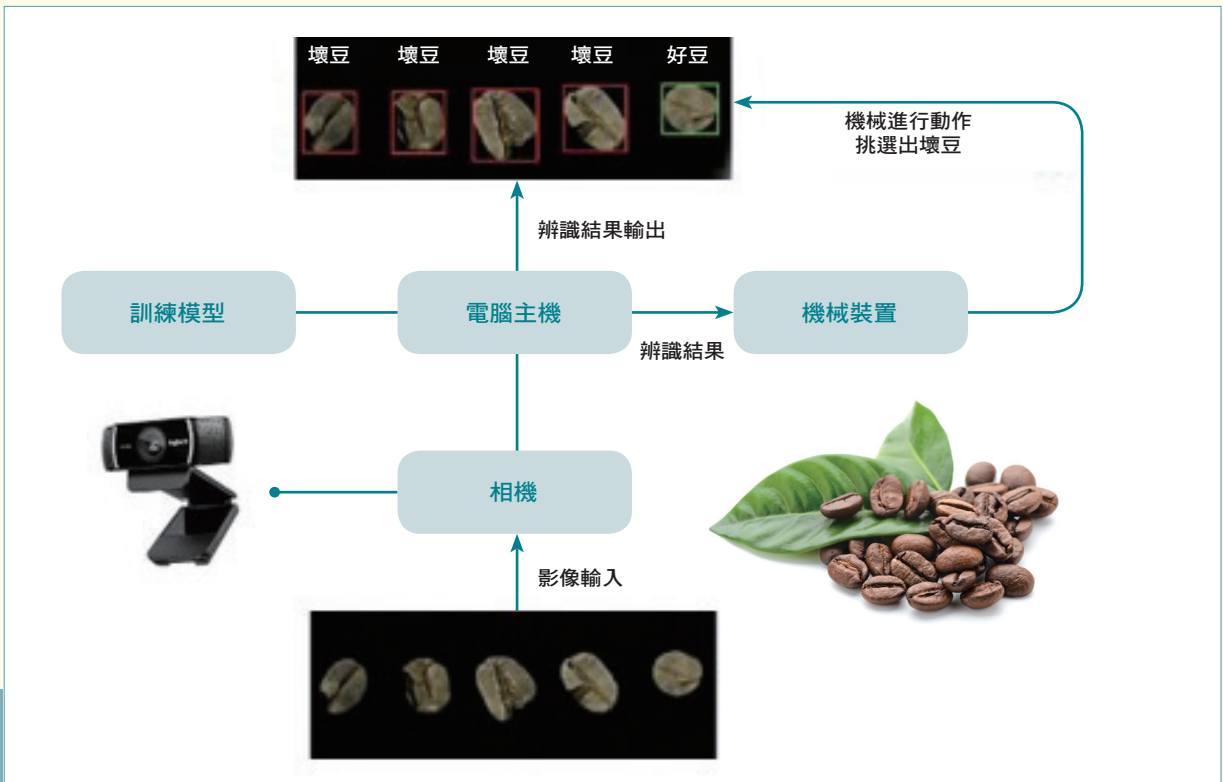 壞豆 壞豆 壞豆 壞豆 好豆
機械進行動作
挑選出壞豆
辨識結果輸出
訓練模型
電腦主機
機械裝置
辨識結果
相機
影像輸入